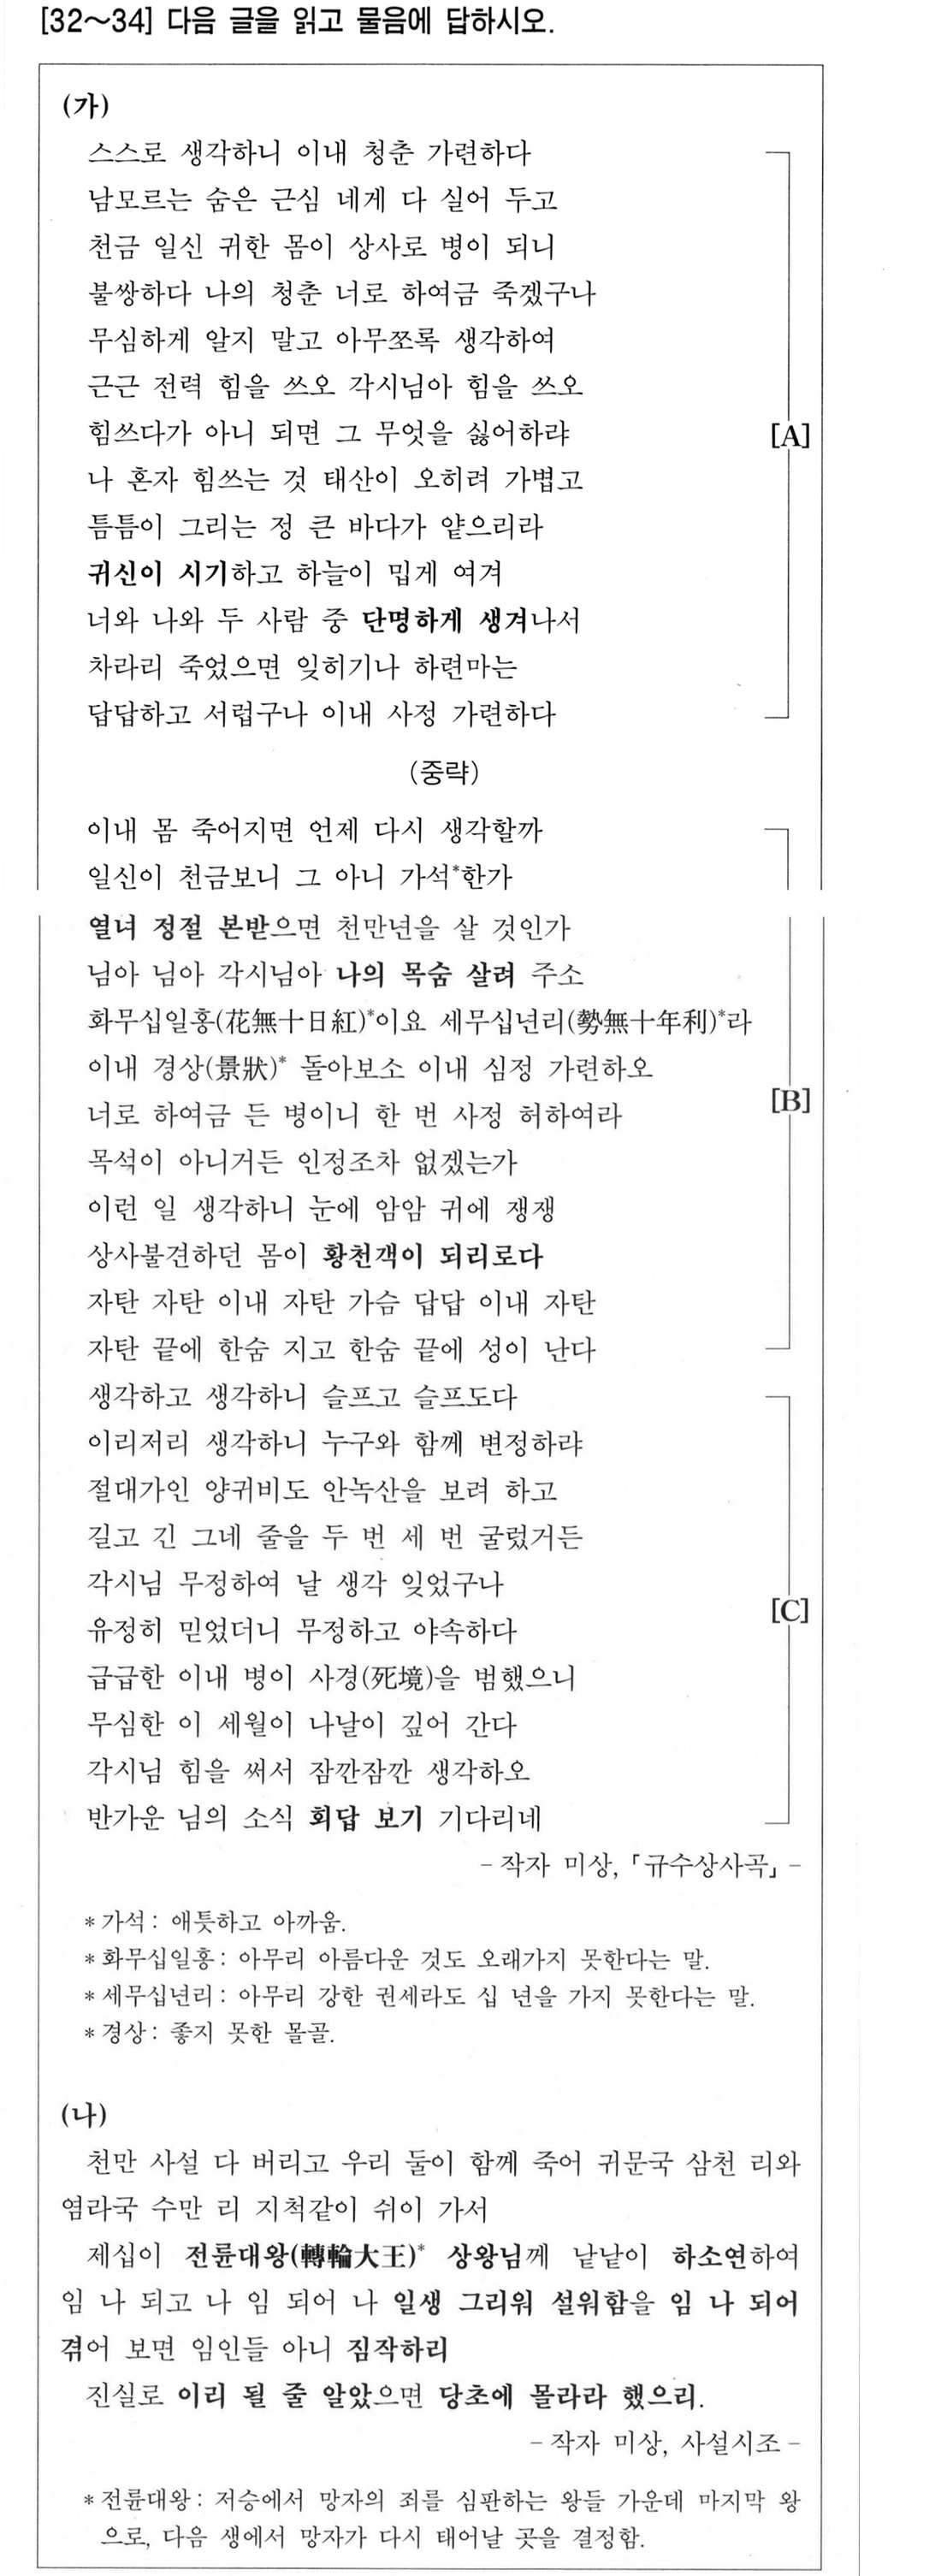 [32～34] 다음 글을 읽고 물음에 답하시오.
(가)
스스로 생각하니 이내 청춘 가련하다
남모르는 숨은 근심 네게 다 실어 두고
천금 일신 귀한 몸이 상사로 병이 되니
불쌍하다 나의 청춘 너로 하여금 죽겠구나
무심하게 알지 말고 아무쪼록 생각하여
근근 전력 힘을 쓰오 각시님아 힘을 쓰오
힘쓰다가 아니 되면 그 무엇을 싫어하랴
[A]
나 혼자 힘쓰는 것 태산이 오히려 가볍고
틈틈이 그리는 정 큰 바다가 얕으리라
귀신이 시기하고 하늘이 밉게 여겨
너와 나와 두 사람 중 단명하게 생겨나서
차라리 죽었으면 잊히기나 하련마는
답답하고 서럽구나 이내 사정 가련하다
(중략)
이내 몸 죽어지면 언제 다시 생각할까
일신이 천금보니 그 아니 가석*한가
열녀 정절 본받으면 천만년을 살 것인가
님아 님아 각시님아 나의 목숨 살려 주소
화무십일홍(花無十日紅)*이요 세무십년리(勢無十年利)*라
이내 경상(景狀)* 돌아보소 이내 심정 가련하오
너로 하여금 든 병이니 한 번 사정 허하여라
[B]
목석이 아니거든 인정조차 없겠는가
이런 일 생각하니 눈에 암암 귀에 쟁쟁
상사불견하던 몸이 황천객이 되리로다
자탄 자탄 이내 자탄 가슴 답답 이내 자탄
자탄 끝에 한숨 지고 한숨 끝에 성이 난다
생각하고 생각하니 슬프고 슬프도다
이리저리 생각하니 누구와 함께 변정하랴
절대가인 양귀비도 안녹산을 보려 하고
길고 긴 그네 줄을 두 번 세 번 굴렀거든
각시님 무정하여 날 생각 잊었구나
[C]
유정히 믿었더니 무정하고 야속하다
급급한 이내 병이 사경(死境)을 범했으니
무심한 이 세월이 나날이 깊어 간다
각시님 힘을 써서 잠깐잠깐 생각하오
반가운 님의 소식 회답 보기 기다리네
- 작자 미상, 「규수상사곡」 -
* 가석 : 애틋하고 아까움.
* 화무십일홍 : 아무리 아름다운 것도 오래가지 못한다는 말.
* 세무십년리 : 아무리 강한 권세라도 십 년을 가지 못한다는 말.
* 경상 : 좋지 못한 몰골.
(나)
천만 사설 다 버리고 우리 둘이 함께 죽어 귀문국 삼천 리와
염라국 수만 리 지척같이 쉬이 가서
제십이 전륜대왕(轉輪大王)* 상왕님께 낱낱이 하소연하여
임 나 되고 나 임 되어 나 일생 그리워 설워함을 임 나 되어
겪어 보면 임인들 아니 짐작하리
진실로 이리 될 줄 알았으면 당초에 몰라라 했으리.
- 작자 미상, 사설시조 -
* 전륜대왕 : 저승에서 망자의 죄를 심판하는 왕들 가운데 마지막 왕
으로, 다음 생에서 망자가 다시 태어날 곳을 결정함.